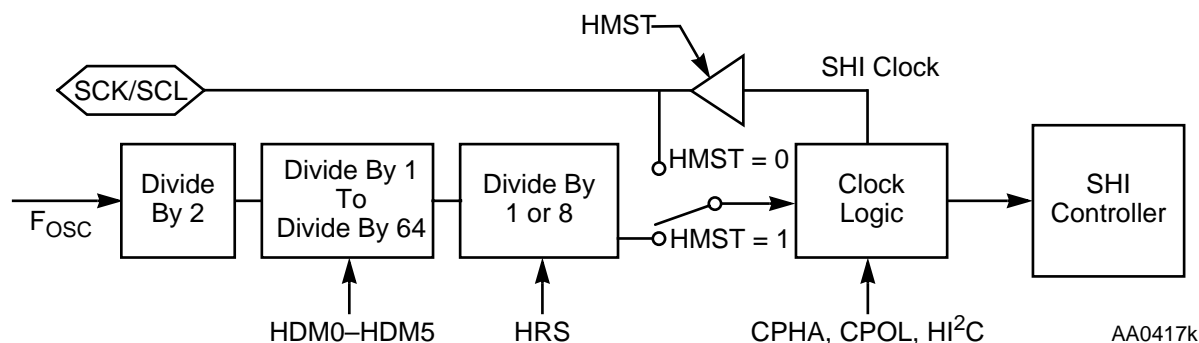 HMST
SCK/SCL
SHI Clock
HMST = 0
Divide
By 2
Divide By 1
To
Divide By 64
Divide By
1 or 8
Clock
Logic
SHI
Controller
FOSC
HMST = 1
HDM0–HDM5
HRS
CPHA, CPOL, HI²C
AA0417k